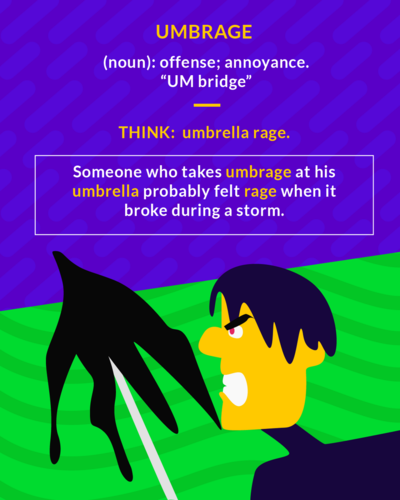 UMBRAGE
(noun): offense; annoyance.
“UM bridge”
THINK: umbrella rage.
Someone who takes umbrage at his
umbrella probably felt rage when it
broke during a storm.